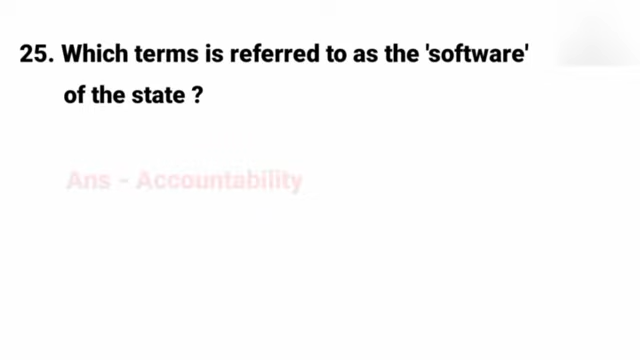 25. Which terms is referred to as the 'software'
of the state ?
Ans - Accountability